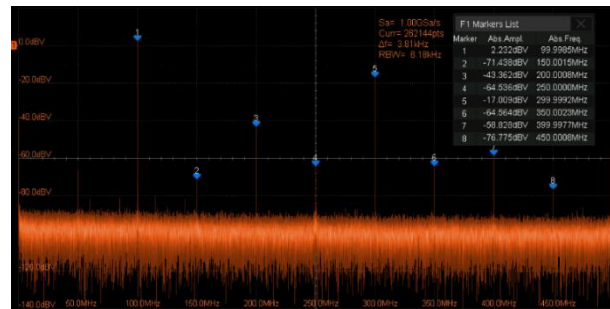 Sa= 1.00GSa/s
Curr= 262144pts
Δf= 3.81kHz
RBW= 6.18kHz
F1 Markers List
Marker Abs.Ampl. Abs.Freq.
1 2.232dBV 99.9985MHz
2 -71.438dBV 150.0015MHz
3 -43.362dBV 200.0008MHz
4 -64.536dBV 250.0000MHz
5 -17.009dBV 299.9992MHz
6 -64.564dBV 350.0023MHz
7 -58.828dBV 399.9977MHz
8 -76.775dBV 450.0008MHz
0.0dBV
-20.0dBV
-40.0dBV
-60.0dBV
-80.0dBV
-120.0dBV
-140.0dBV
1
2
3
4
5
6
7
8
50.0MHz 100.0MHz 150.0MHz 200.0MHz 250.0MHz 300.0MHz 350.0MHz 400.0MHz 450.0MHz